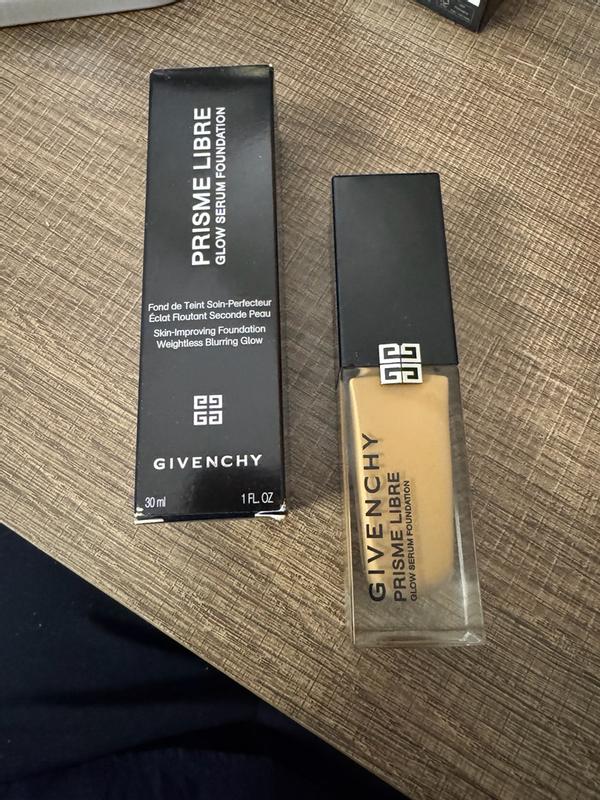 PRISME LIBRE
GLOW SERUM FOUNDATION
Fond de Teint Soin-Perfecteur
Éclat Floutant Seconde Peau
Skin-Improving Foundation
Weightless Blurring Glow
GIVENCHY
30 ml
1 FL. OZ
GIVENCHY
PRISME LIBRE
GLOW SERUM FOUNDATION